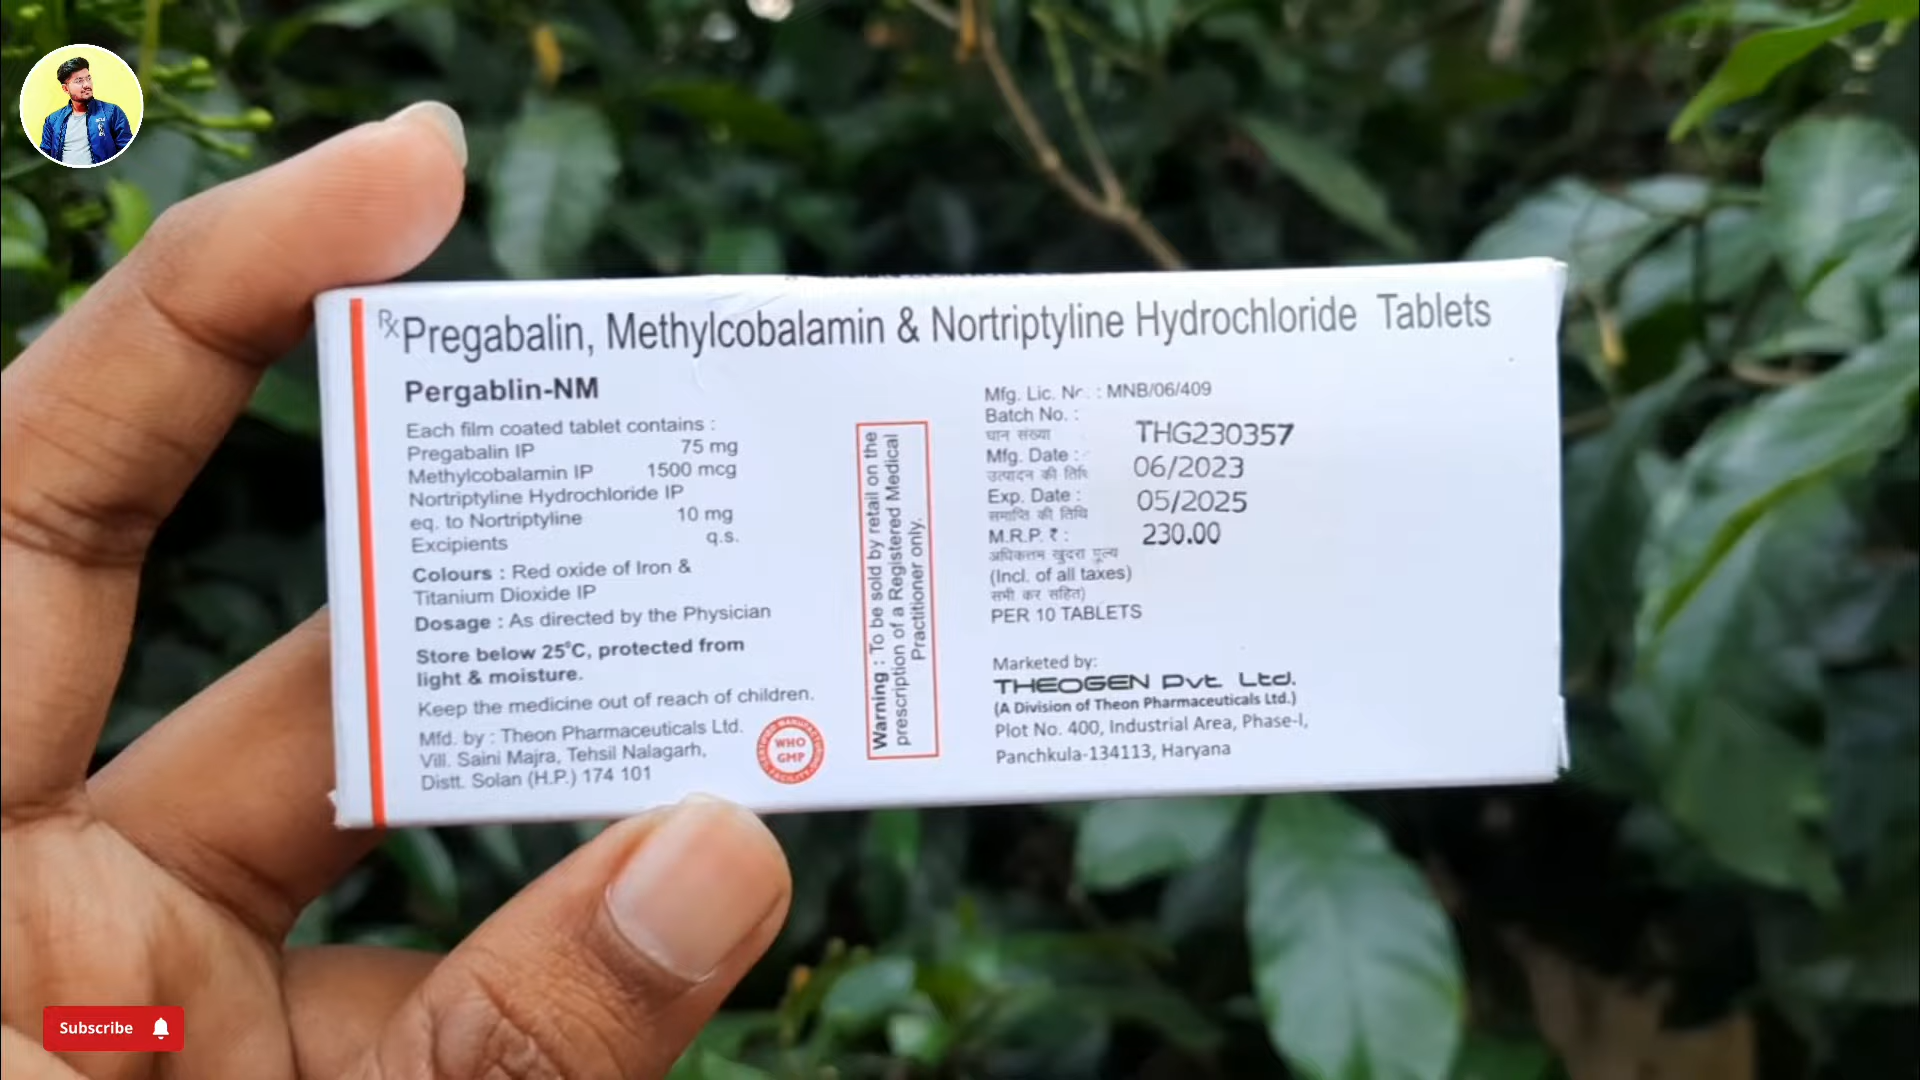 Rx Pregabalin, Methylcobalamin & Nortriptyline Hydrochloride Tablets
Pergablin-NM
Each film coated tablet contains :
Pregabalin IP 75 mg
Methylcobalamin IP 1500 mcg
Nortriptyline Hydrochloride IP
eq. to Nortriptyline 10 mg
Excipients q.s.
Colours : Red oxide of Iron &
Titanium Dioxide IP
Dosage : As directed by the Physician
Store below 25°C, protected from
light & moisture.
Keep the medicine out of reach of children.
Mfd. by : Theon Pharmaceuticals Ltd.
Vill. Saini Majra, Tehsil Nalagarh,
Distt. Solan (H.P.) 174 101
WHO
GMP
Warning : To be sold by retail on the
prescription of a Registered Medical
Practitioner only.
Mfg. Lic. No. : MNB/06/409
Batch No. :
घान संख्या THG230357
Mfg. Date : 06/2023
उत्पादन की तिथि
Exp. Date : 05/2025
समाप्ति की तिथि
M.R.P. ₹ : 230.00
अधिकतम खुदरा मूल्य
(Incl. of all taxes)
सभी कर सहित)
PER 10 TABLETS
Marketed by:
THEOGEN Pvt. Ltd.
(A Division of Theon Pharmaceuticals Ltd.)
Plot No. 400, Industrial Area, Phase-I,
Panchkula-134113, Haryana
Subscribe